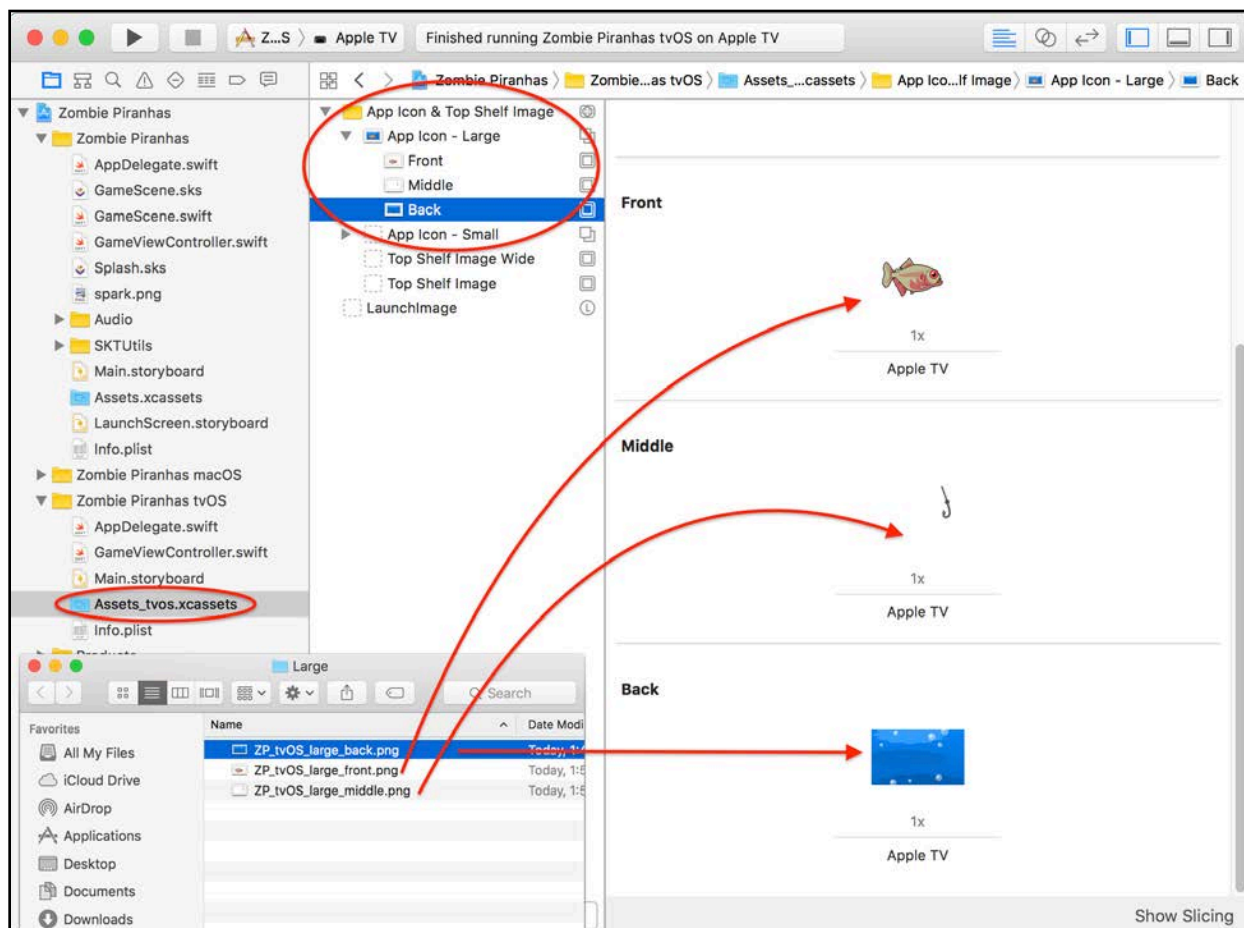 Z...S
Apple TV
Finished running Zombie Piranhas tvOS on Apple TV
Zombie Piranhas
Zombie...as tvOS
Assets_...cassets
App Ico...lf Image
App Icon - Large
Back
Zombie Piranhas
Zombie Piranhas
AppDelegate.swift
GameScene.sks
GameScene.swift
GameViewController.swift
Splash.sks
spark.png
Audio
SKTUtils
Main.storyboard
Assets.xcassets
LaunchScreen.storyboard
Info.plist
Zombie Piranhas macOS
Zombie Piranhas tvOS
AppDelegate.swift
GameViewController.swift
Main.storyboard
Assets_tvos.xcassets
Info.plist
Products
App Icon & Top Shelf Image
App Icon - Large
Front
Middle
Back
App Icon - Small
Top Shelf Image Wide
Top Shelf Image
LaunchImage
L
Front
1x
Apple TV
Middle
1x
Apple TV
Back
1x
Apple TV
Show Slicing
Large
Search
Favorites
All My Files
iCloud Drive
AirDrop
Applications
Desktop
Documents
Downloads
Name
Date Modi
ZP_tvOS_large_back.png
Today, 1:4
ZP_tvOS_large_front.png
Today, 1:5
ZP_tvOS_large_middle.png
Today, 1:5